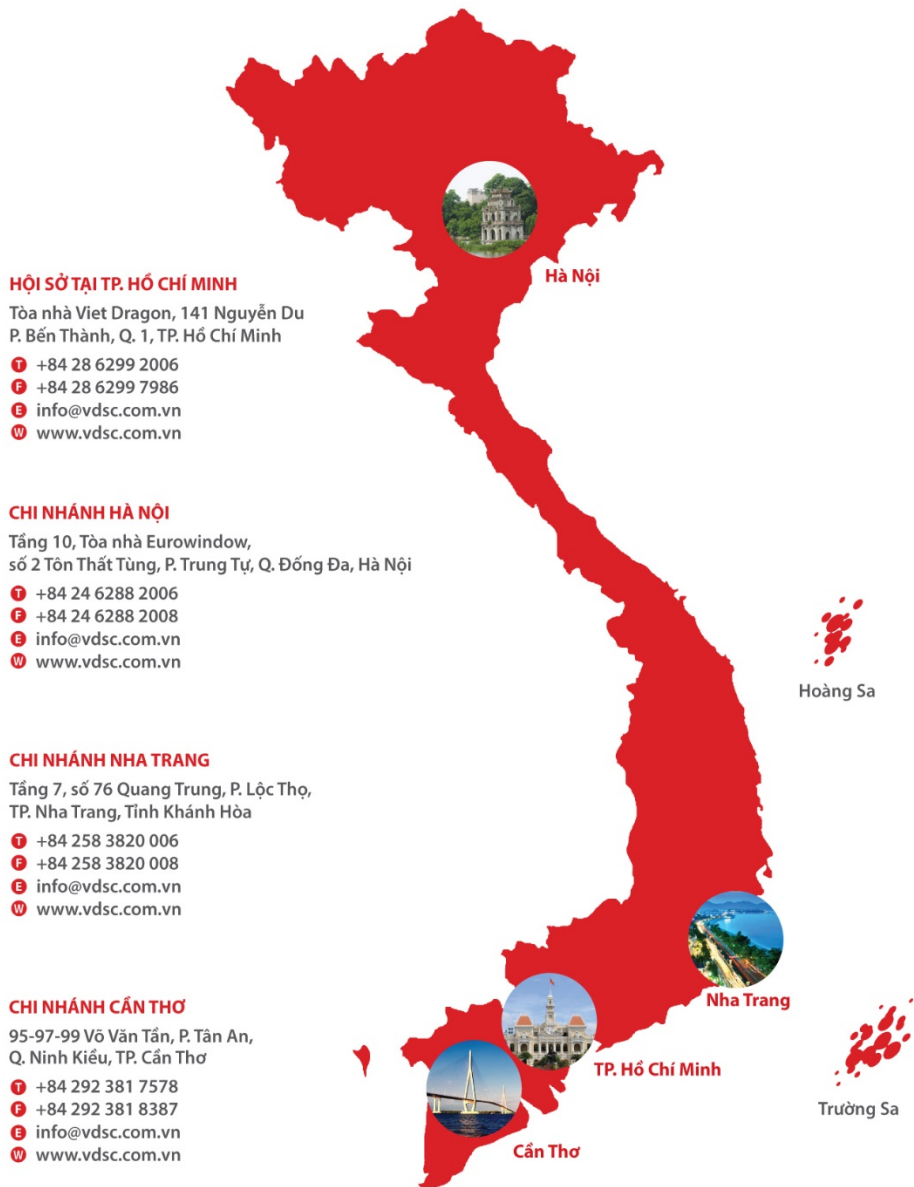 HỘI SỞ TẠI TP. HỒ CHÍ MINH
Tòa nhà Viet Dragon, 141 Nguyễn Du
P. Bến Thành, Q. 1, TP. Hồ Chí Minh
T +84 28 6299 2006
F +84 28 6299 7986
E info@vdsc.com.vn
W www.vdsc.com.vn
CHI NHÁNH HÀ NỘI
Tầng 10, Tòa nhà Eurowindow,
số 2 Tôn Thất Tùng, P. Trung Tự, Q. Đống Đa, Hà Nội
T +84 24 6288 2006
F +84 24 6288 2008
E info@vdsc.com.vn
W www.vdsc.com.vn
CHI NHÁNH NHA TRANG
Tầng 7, số 76 Quang Trung, P. Lộc Thọ,
TP. Nha Trang, Tỉnh Khánh Hòa
T +84 258 3820 006
F +84 258 3820 008
E info@vdsc.com.vn
W www.vdsc.com.vn
CHI NHÁNH CẦN THƠ
95-97-99 Võ Văn Tần, P. Tân An,
Q. Ninh Kiều, TP. Cần Thơ
T +84 292 381 7578
F +84 292 381 8387
E info@vdsc.com.vn
W www.vdsc.com.vn
Hà Nội
Hoàng Sa
Nha Trang
TP. Hồ Chí Minh
Trường Sa
Cần Thơ